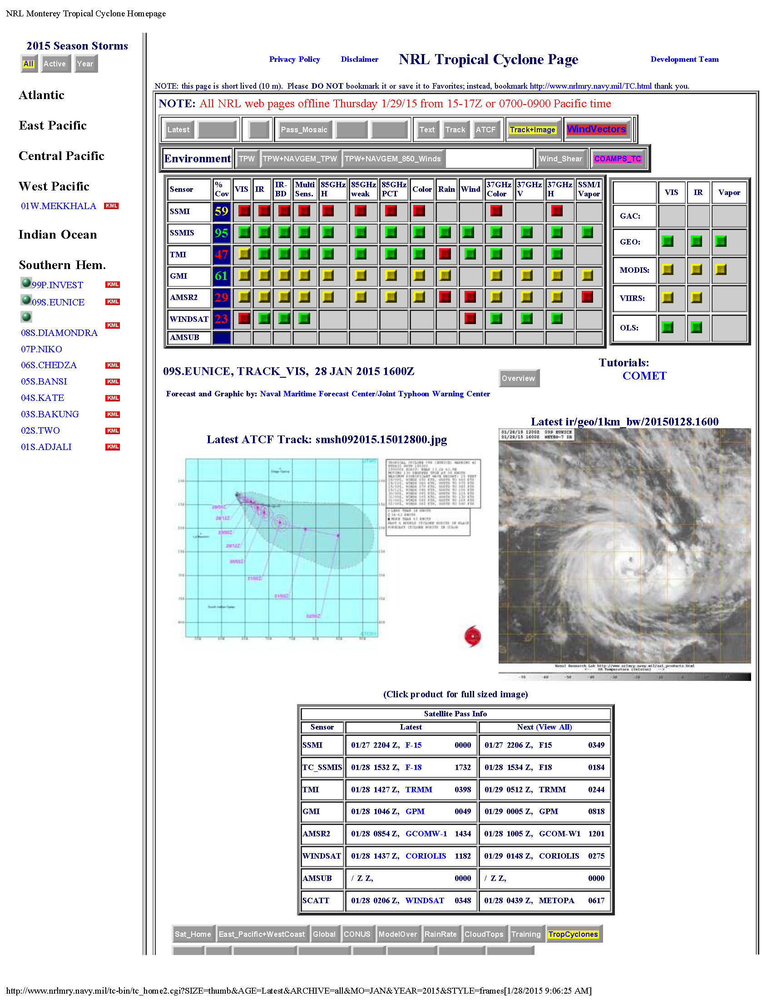 NRL Monterey Tropical Cyclone Homepage
2015 Season Storms
All Active Year
Atlantic
East Pacific
Central Pacific
West Pacific
01W.MEKKHALA KML
Indian Ocean
Southern Hem.
99P.INVEST KML
09S.EUNICE KML
08S.DIAMONDRA KML
07P.NIKO
06S.CHEDZA KML
05S.BANSI KML
04S.KATE KML
03S.BAKUNG KML
02S.TWO KML
01S.ADJALI KML
Privacy Policy Disclaimer NRL Tropical Cyclone Page Development Team
NOTE: this page is short lived (10 m). Please DO NOT bookmark it or save it to Favorites; instead, bookmark http://www.nrlmry.navy.mil/TC.html thank you.
NOTE: All NRL web pages offline Thursday 1/29/15 from 15-17Z or 0700-0900 Pacific time
Latest Pass_Mosaic Text Track ATCF Track+Image WindVectors
Environment TPW TPW+NAVGEM_TPW TPW+NAVGEM_850_Winds Wind_Shear COAMPS_TC
Sensor % Cov VIS IR IR-BD Multi Sens. 85GHz H 85GHz weak 85GHz PCT Color Rain Wind 37GHz Color 37GHz V 37GHz H SSM/I Vapor
SSMI 59
SSMIS 95
TMI 47
GMI 61
AMSR2 29
WINDSAT 23
AMSUB
VIS IR Vapor
GAC:
GEO:
MODIS:
VIIRS:
OLS:
09S.EUNICE, TRACK_VIS, 28 JAN 2015 1600Z
Overview
Tutorials:
COMET
Forecast and Graphic by: Naval Maritime Forecast Center/Joint Typhoon Warning Center
Latest ATCF Track: smsh092015.15012800.jpg
Latest ir/geo/1km_bw/20150128.1600
01/28/15 1200Z 09S EUNICE
01/28/15 1600Z METEO-7 IR
Naval Research Lab http://www.nrlmry.navy.mil/sat_products.html
<-- IR Temperature (Celsius) -->
(Click product for full sized image)
Satellite Pass Info
Sensor Latest Next (View All)
SSMI 01/27 2204 Z, F-15 0000 01/27 2206 Z, F15 0349
TC_SSMIS 01/28 1532 Z, F-18 1732 01/28 1534 Z, F18 0184
TMI 01/28 1427 Z, TRMM 0398 01/29 0512 Z, TRMM 0244
GMI 01/28 1046 Z, GPM 0049 01/29 0005 Z, GPM 0818
AMSR2 01/28 0854 Z, GCOMW-1 1434 01/28 1005 Z, GCOM-W1 1201
WINDSAT 01/28 1437 Z, CORIOLIS 1182 01/29 0148 Z, CORIOLIS 0275
AMSUB / Z Z, 0000 / Z Z, 0000
SCATT 01/28 0206 Z, WINDSAT 0348 01/28 0439 Z, METOPA 0617
Sat_Home East_Pacific+WestCoast Global CONUS ModelOver RainRate CloudTops Training TropCyclones
http://www.nrlmry.navy.mil/tc-bin/tc_home2.cgi?SIZE=thumb&AGE=Latest&ARCHIVE=all&MO=JAN&YEAR=2015&STYLE=frames[1/28/2015 9:06:25 AM]